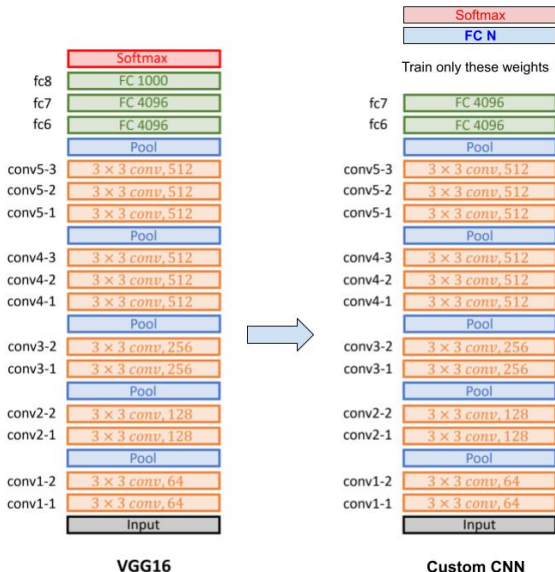 Softmax
fc8 FC 1000
fc7 FC 4096
fc6 FC 4096
Pool
conv5-3 3 × 3 conv, 512
conv5-2 3 × 3 conv, 512
conv5-1 3 × 3 conv, 512
Pool
conv4-3 3 × 3 conv, 512
conv4-2 3 × 3 conv, 512
conv4-1 3 × 3 conv, 512
Pool
conv3-2 3 × 3 conv, 256
conv3-1 3 × 3 conv, 256
Pool
conv2-2 3 × 3 conv, 128
conv2-1 3 × 3 conv, 128
Pool
conv1-2 3 × 3 conv, 64
conv1-1 3 × 3 conv, 64
Input
VGG16
Softmax
FC N
Train only these weights
fc7 FC 4096
fc6 FC 4096
Pool
conv5-3 3 × 3 conv, 512
conv5-2 3 × 3 conv, 512
conv5-1 3 × 3 conv, 512
Pool
conv4-3 3 × 3 conv, 512
conv4-2 3 × 3 conv, 512
conv4-1 3 × 3 conv, 512
Pool
conv3-2 3 × 3 conv, 256
conv3-1 3 × 3 conv, 256
Pool
conv2-2 3 × 3 conv, 128
conv2-1 3 × 3 conv, 128
Pool
conv1-2 3 × 3 conv, 64
conv1-1 3 × 3 conv, 64
Input
Custom CNN